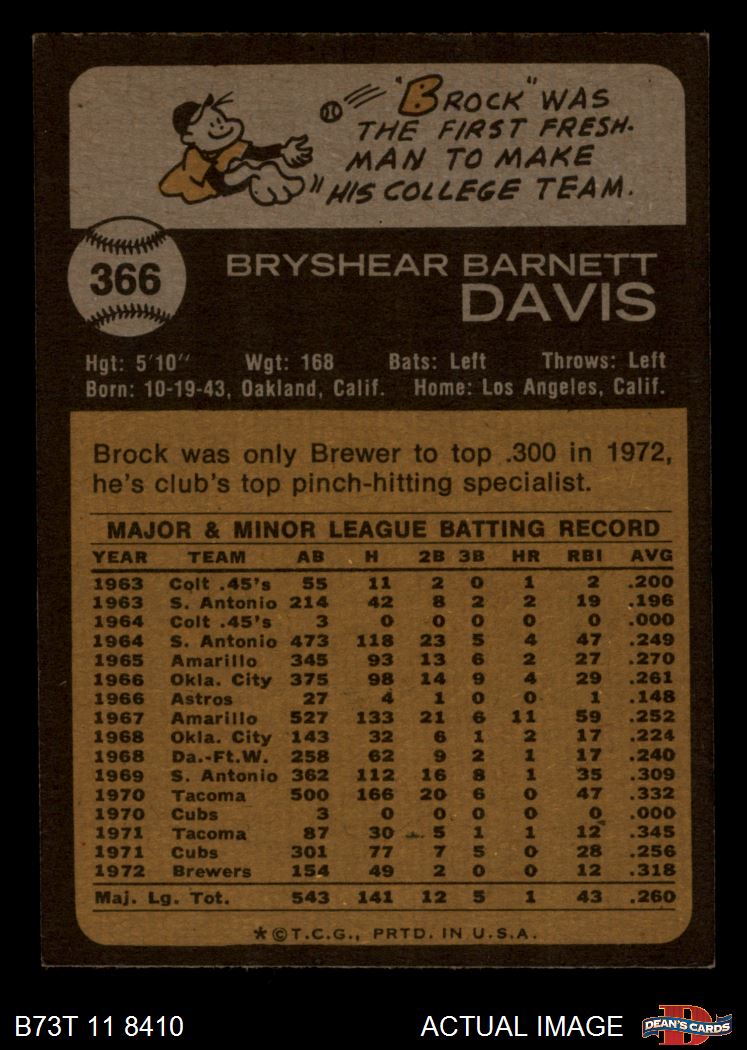 "BROCK" WAS
THE FIRST FRESH-
MAN TO MAKE
HIS COLLEGE TEAM.
366
BRYSHEAR BARNETT
DAVIS
Hgt: 5'10" Wgt: 168 Bats: Left Throws: Left
Born: 10-19-43, Oakland, Calif. Home: Los Angeles, Calif.
Brock was only Brewer to top .300 in 1972,
he's club's top pinch-hitting specialist.
MAJOR & MINOR LEAGUE BATTING RECORD
YEAR TEAM AB H 2B 3B HR RBI AVG
1963 Colt .45's 55 11 2 0 1 2 .200
1963 S. Antonio 214 42 8 2 2 19 .196
1964 Colt .45's 3 0 0 0 0 0 .000
1964 S. Antonio 473 118 23 5 4 47 .249
1965 Amarillo 345 93 13 6 2 27 .270
1966 Okla. City 375 98 14 9 4 29 .261
1966 Astros 27 4 1 0 0 1 .148
1967 Amarillo 527 133 21 6 11 59 .252
1968 Okla. City 143 32 6 1 2 17 .224
1968 Da.-Ft.W. 258 62 9 2 1 17 .240
1969 S. Antonio 362 112 16 8 1 35 .309
1970 Tacoma 500 166 20 6 0 47 .332
1970 Cubs 3 0 0 0 0 0 .000
1971 Tacoma 87 30 5 1 1 12 .345
1971 Cubs 301 77 7 5 0 28 .256
1972 Brewers 154 49 2 0 0 12 .318
Maj. Lg. Tot. 543 141 12 5 1 43 .260
*©T.C.G., PRTD. IN U.S.A.
B73T 11 8410 ACTUAL IMAGE
DEAN'S CARDS